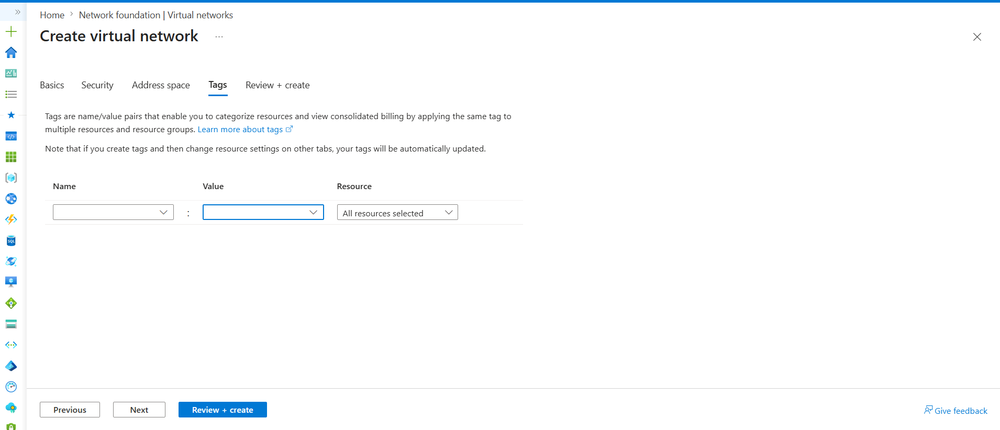 Home > Network foundation | Virtual networks
Create virtual network ...
Basics Security Address space Tags Review + create
Tags are name/value pairs that enable you to categorize resources and view consolidated billing by applying the same tag to
multiple resources and resource groups. Learn more about tags
Note that if you create tags and then change resource settings on other tabs, your tags will be automatically updated.
Name Value Resource
: All resources selected
SQL
Previous Next Review + create Give feedback